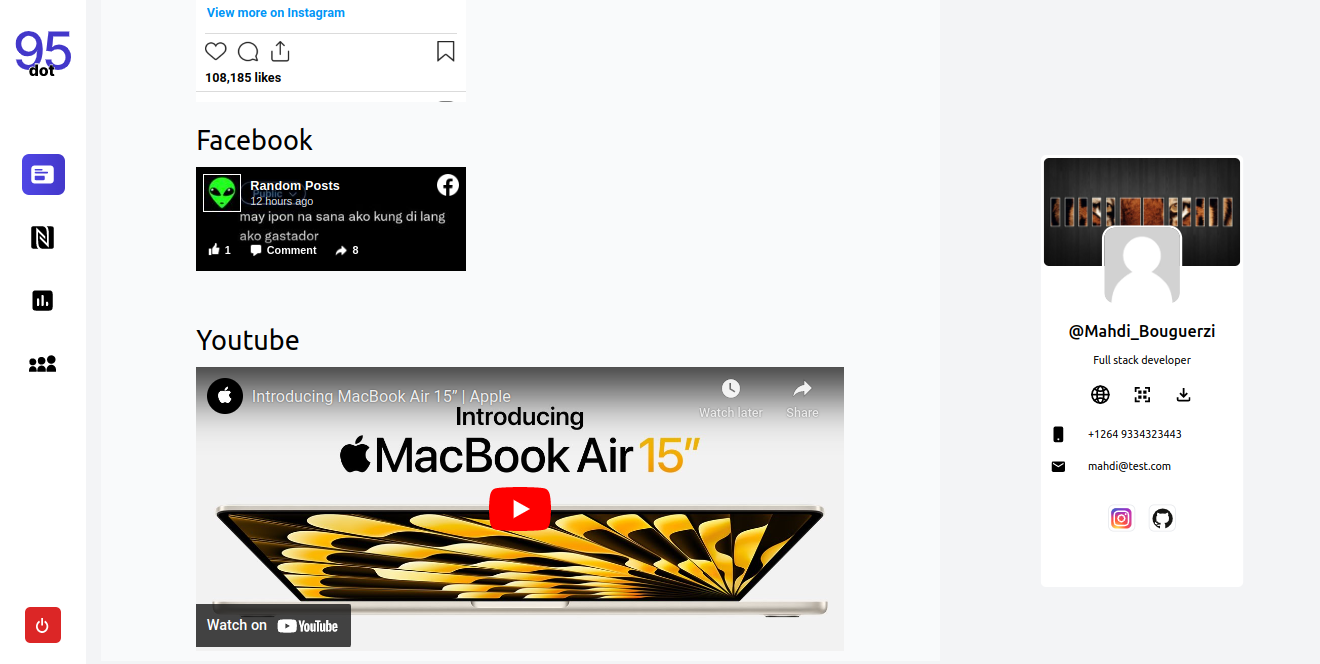 95
dot
View more on Instagram
108,185 likes
Facebook
Random Posts
Public
12 hours ago
may ipon na sana ako kung di lang
ako gastador
1 Comment 8
Youtube
Introducing MacBook Air 15” | Apple
Watch later Share
Introducing
MacBook Air 15”
Watch on YouTube
@Mahdi_Bouguerzi
Full stack developer
+1264 9334323443
mahdi@test.com